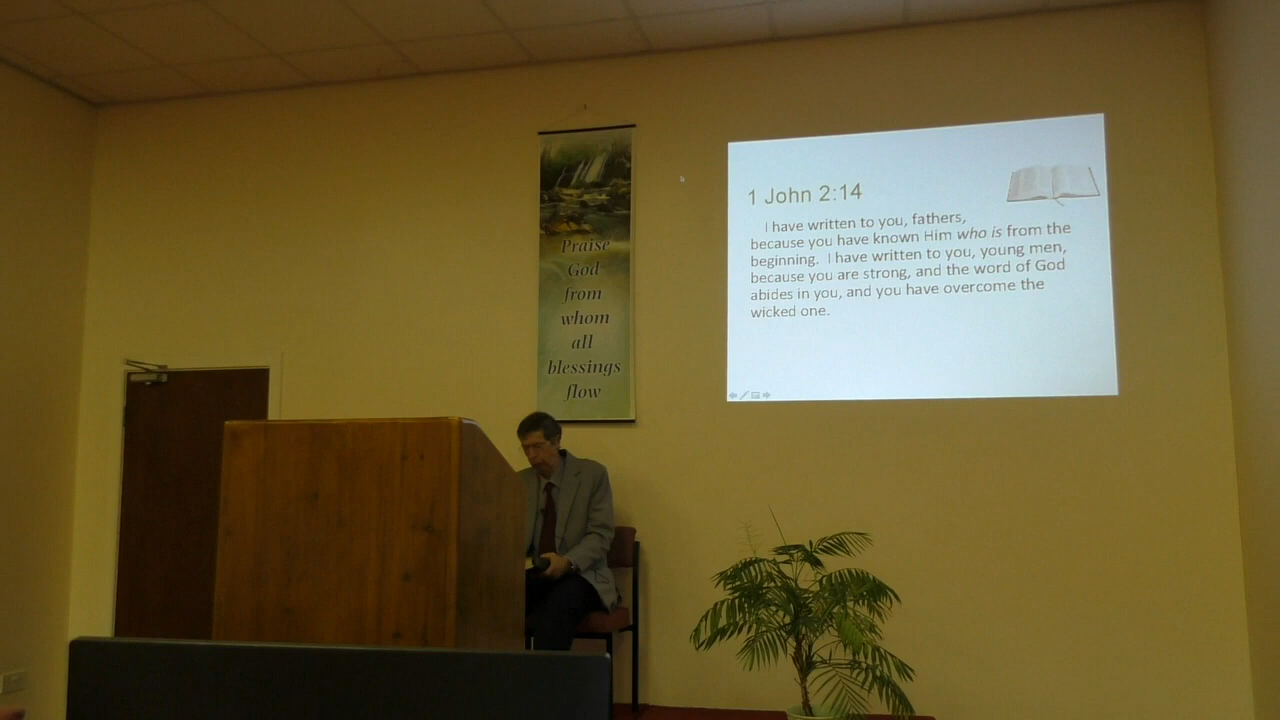 Praise
God
from
whom
all
blessings
flow
1 John 2:14
I have written to you, fathers,
because you have known Him who is from the
beginning. I have written to you, young men,
because you are strong, and the word of God
abides in you, and you have overcome the
wicked one.